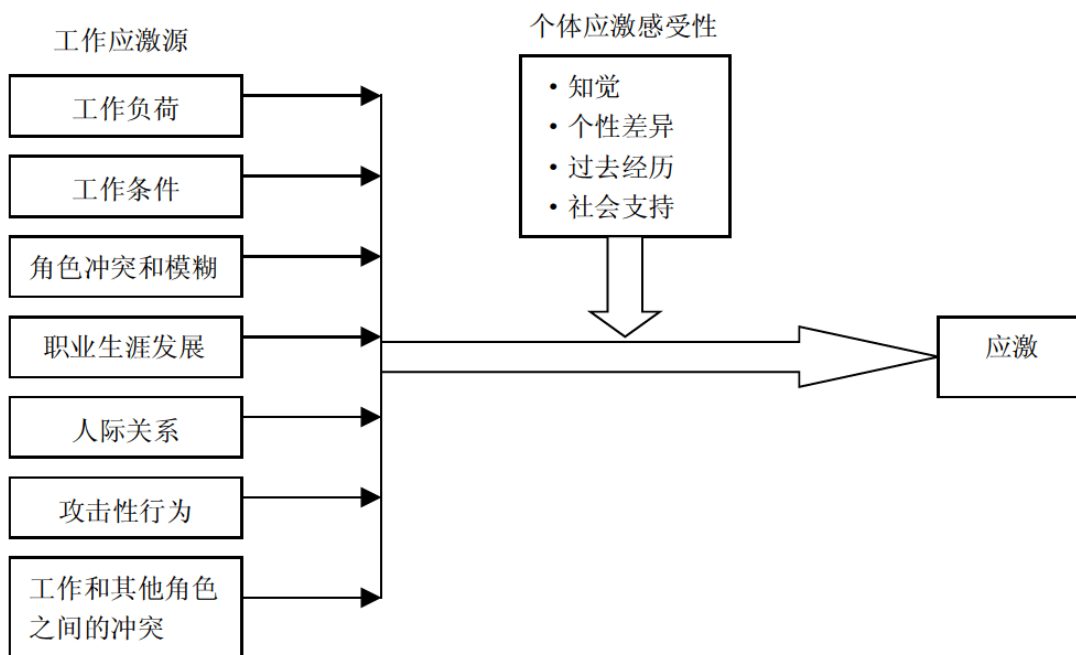 工作应激源
工作负荷
工作条件
角色冲突和模糊
职业生涯发展
人际关系
攻击性行为
工作和其他角色
之间的冲突
个体应激感受性
·知觉
·个性差异
·过去经历
·社会支持
应激